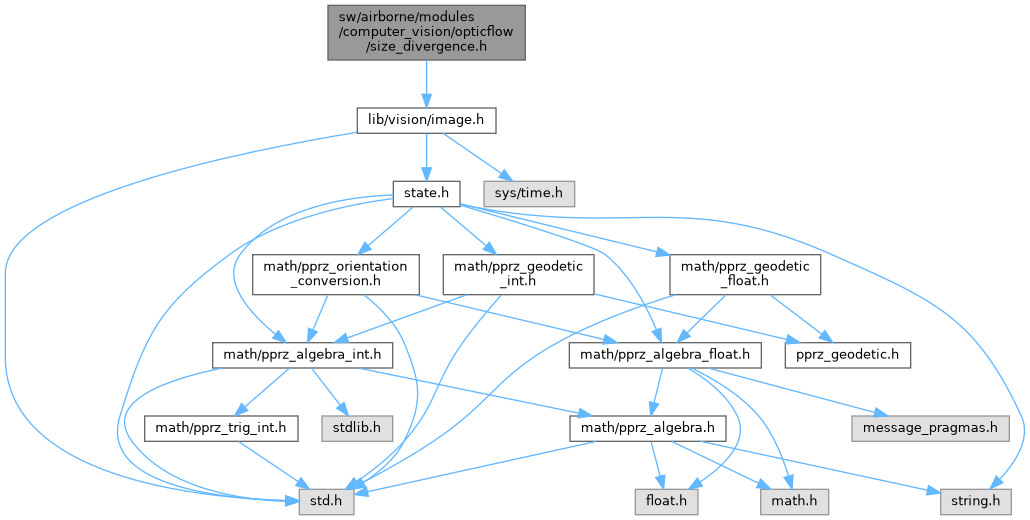 sw/airborne/modules
/computer_vision/opticflow
/size_divergence.h
lib/vision/image.h
state.h
sys/time.h
math/pprz_orientation
_conversion.h
math/pprz_geodetic
_int.h
math/pprz_geodetic
_float.h
math/pprz_algebra_int.h
math/pprz_algebra_float.h
pprz_geodetic.h
math/pprz_trig_int.h
stdlib.h
math/pprz_algebra.h
message_pragmas.h
std.h
float.h
math.h
string.h